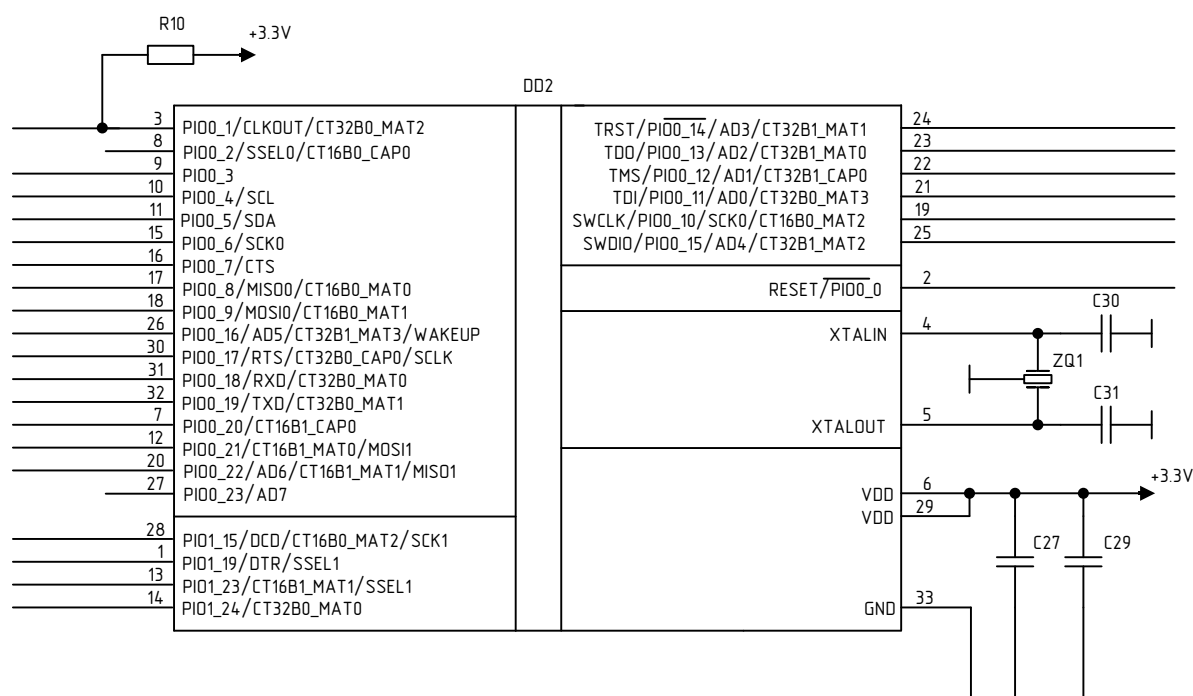 R10
+3.3V
DD2
3 PIO0_1/CLKOUT/CT32B0_MAT2
8 PIO0_2/SSEL0/CT16B0_CAP0
9 PIO0_3
10 PIO0_4/SCL
11 PIO0_5/SDA
15 PIO0_6/SCK0
16 PIO0_7/CTS
17 PIO0_8/MISO0/CT16B0_MAT0
18 PIO0_9/MOSI0/CT16B0_MAT1
26 PIO0_16/AD5/CT32B1_MAT3/WAKEUP
30 PIO0_17/RTS/CT32B0_CAP0/SCLK
31 PIO0_18/RXD/CT32B0_MAT0
32 PIO0_19/TXD/CT32B0_MAT1
7 PIO0_20/CT16B1_CAP0
12 PIO0_21/CT16B1_MAT0/MOSI1
20 PIO0_22/AD6/CT16B1_MAT1/MISO1
27 PIO0_23/AD7
28 PIO1_15/DCD/CT16B0_MAT2/SCK1
1 PIO1_19/DTR/SSEL1
13 PIO1_23/CT16B1_MAT1/SSEL1
14 PIO1_24/CT32B0_MAT0
TRST/PIO0_14/AD3/CT32B1_MAT1 24
TDO/PIO0_13/AD2/CT32B1_MAT0 23
TMS/PIO0_12/AD1/CT32B1_CAP0 22
TDI/PIO0_11/AD0/CT32B0_MAT3 21
SWCLK/PIO0_10/SCK0/CT16B0_MAT2 19
SWDIO/PIO0_15/AD4/CT32B1_MAT2 25
RESET/PIO0_0 2
C30
XTALIN 4
ZQ1
C31
XTALOUT 5
+3.3V
VDD 6
VDD 29
C27
C29
GND 33